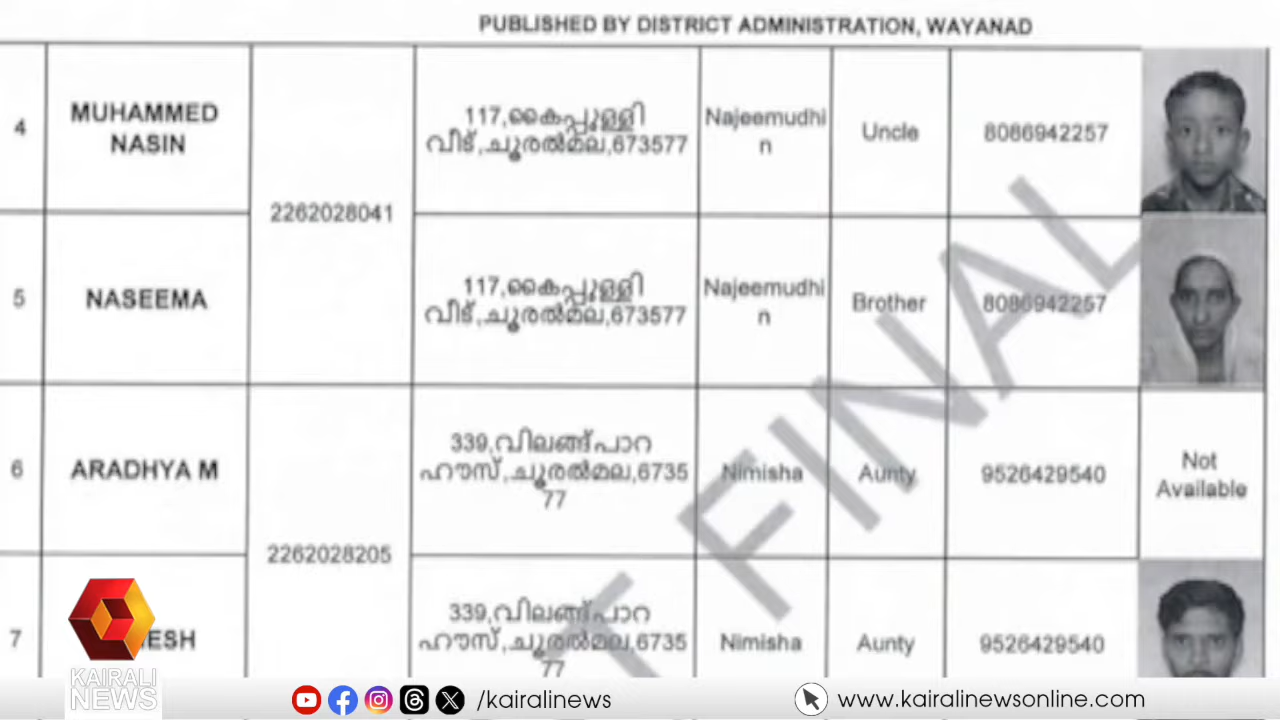 PUBLISHED BY DISTRICT ADMINISTRATION, WAYANAD
4
MUHAMMED
NASIN
2262028041
117,കൈപ്പുള്ളി
വീട്,ചൂരൽമല,673577
Najeemudhi
n
Uncle
8086942257
5
NASEEMA
117,കൈപ്പുള്ളി
വീട്,ചൂരൽമല,673577
Najeemudhi
n
Brother
8086942257
6
ARADHYA M
2262028205
339,വിലങ്ങ്പാറ
ഹൗസ്,ചൂരൽമല,6735
77
Nimisha
Aunty
9526429540
Not
Available
7
ESH
339,വിലങ്ങ്പാറ
ഹൗസ്,ചൂരൽമല,6735
77
Nimisha
Aunty
9526429540
T FINAL
KAIRALI
NEWS
/kairalinews
www.kairalinewsonline.com